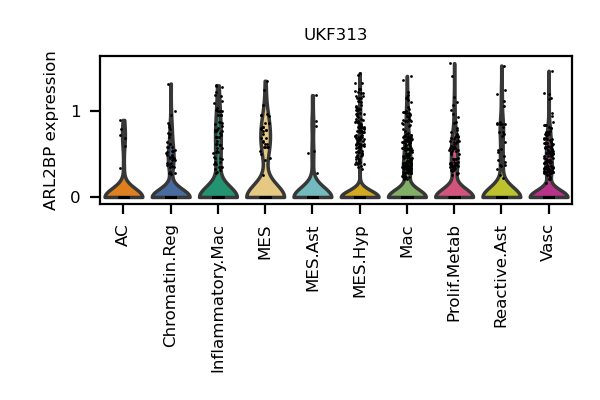 UKF313
ARL2BP expression
1
0
AC
Chromatin.Reg
Inflammatory.Mac
MES
MES.Ast
MES.Hyp
Mac
Prolif.Metab
Reactive.Ast
Vasc